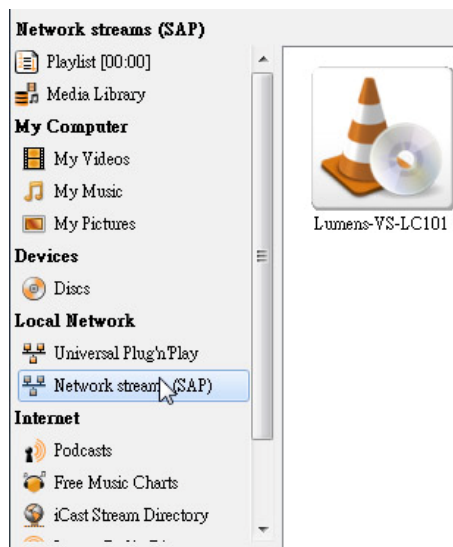 Network streams (SAP)
Playlist [00:00]
Media Library
My Computer
My Videos
My Music
My Pictures
Devices
Discs
Local Network
Universal Plug'n'Play
Network stream (SAP)
Internet
Podcasts
Free Music Charts
iCast Stream Directory
Lumens-VS-LC101